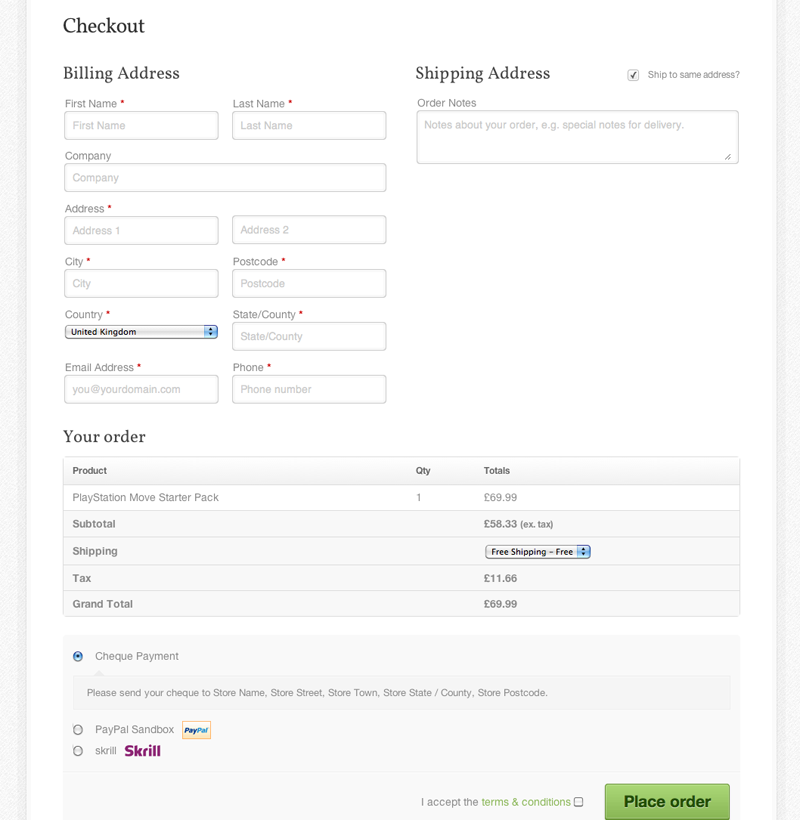 Checkout
Billing Address
Shipping Address
Ship to same address?
First Name *
Last Name *
First Name
Last Name
Company
Company
Address *
Address 1
Address 2
City *
Postcode *
City
Postcode
Country *
State/County *
United Kingdom
State/County
Email Address *
Phone *
you@yourdomain.com
Phone number
Order Notes
Notes about your order, e.g. special notes for delivery.
Your order
Product Qty Totals
PlayStation Move Starter Pack 1 £69.99
Subtotal £58.33 (ex. tax)
Shipping Free Shipping – Free
Tax £11.66
Grand Total £69.99
Cheque Payment
Please send your cheque to Store Name, Store Street, Store Town, Store State / County, Store Postcode.
PayPal Sandbox PayPal
skrill Skrill
I accept the terms & conditions
Place order